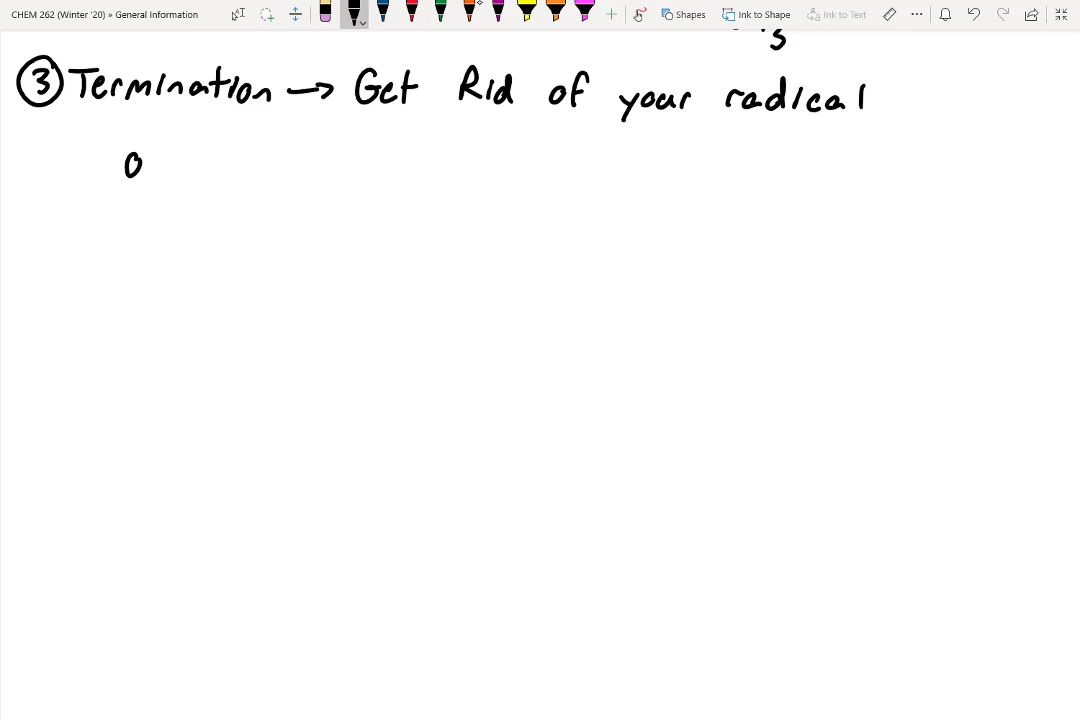 CHEM 262 (Winter '20) » General Information
Shapes
Ink to Shape
Ink to Text
③ Termination → Get Rid of your radical
0